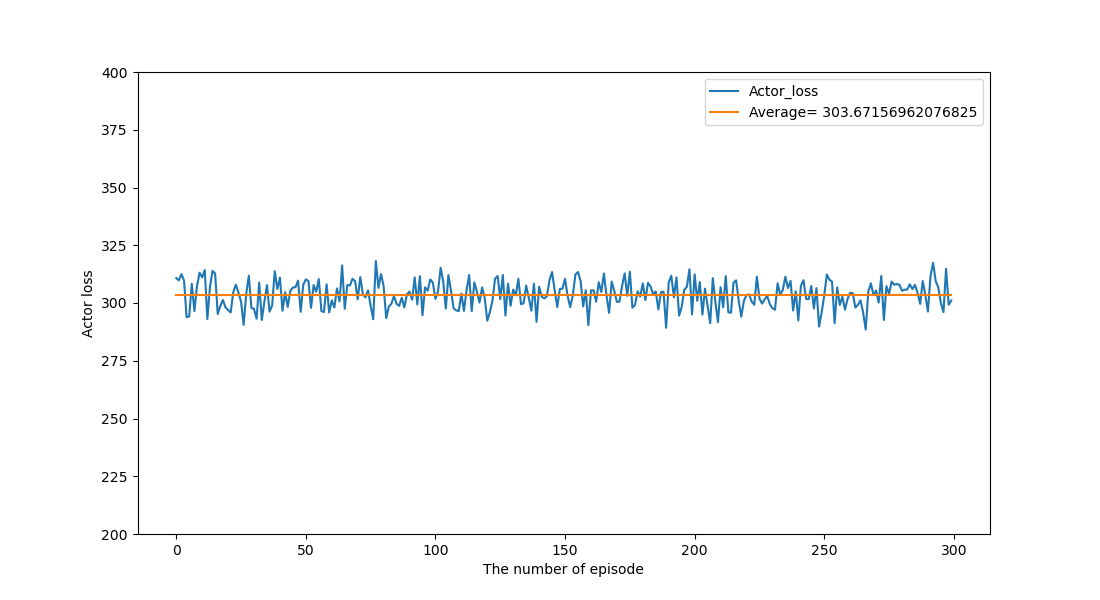 Actor_loss
Average= 303.67156962076825
400
375
350
325
300
275
250
225
200
Actor loss
0 50 100 150 200 250 300
The number of episode